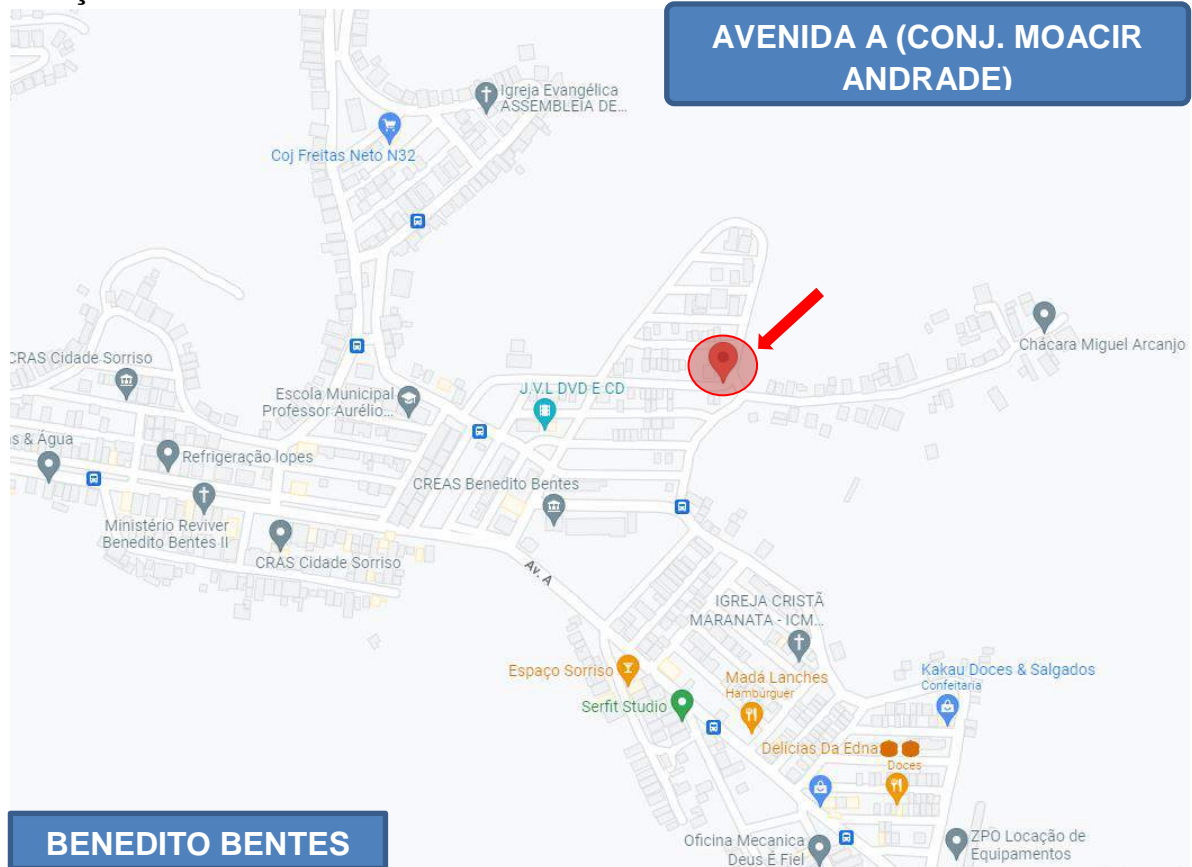 AVENIDA A (CONJ. MOACIR
ANDRADE)
Igreja Evangélica
ASSEMBLEIA DE...
Coj Freitas Neto N32
Chácara Miguel Arcanjo
CRAS Cidade Sorriso
Escola Municipal
Professor Aurélio...
J.V.L DVD E CD
s & Água
Refrigeração lopes
CREAS Benedito Bentes
Ministério Reviver
Benedito Bentes II
CRAS Cidade Sorriso
Av. A
IGREJA CRISTÃ
MARANATA - ICM...
Espaço Sorriso
Madá Lanches
Hambúrguer
Kakau Doces & Salgados
Confeitaria
Serfit Studio
Delícias Da Edna
Doces
Oficina Mecanica
Deus É Fiel
ZPO Locação de
Equipamentos
BENEDITO BENTES